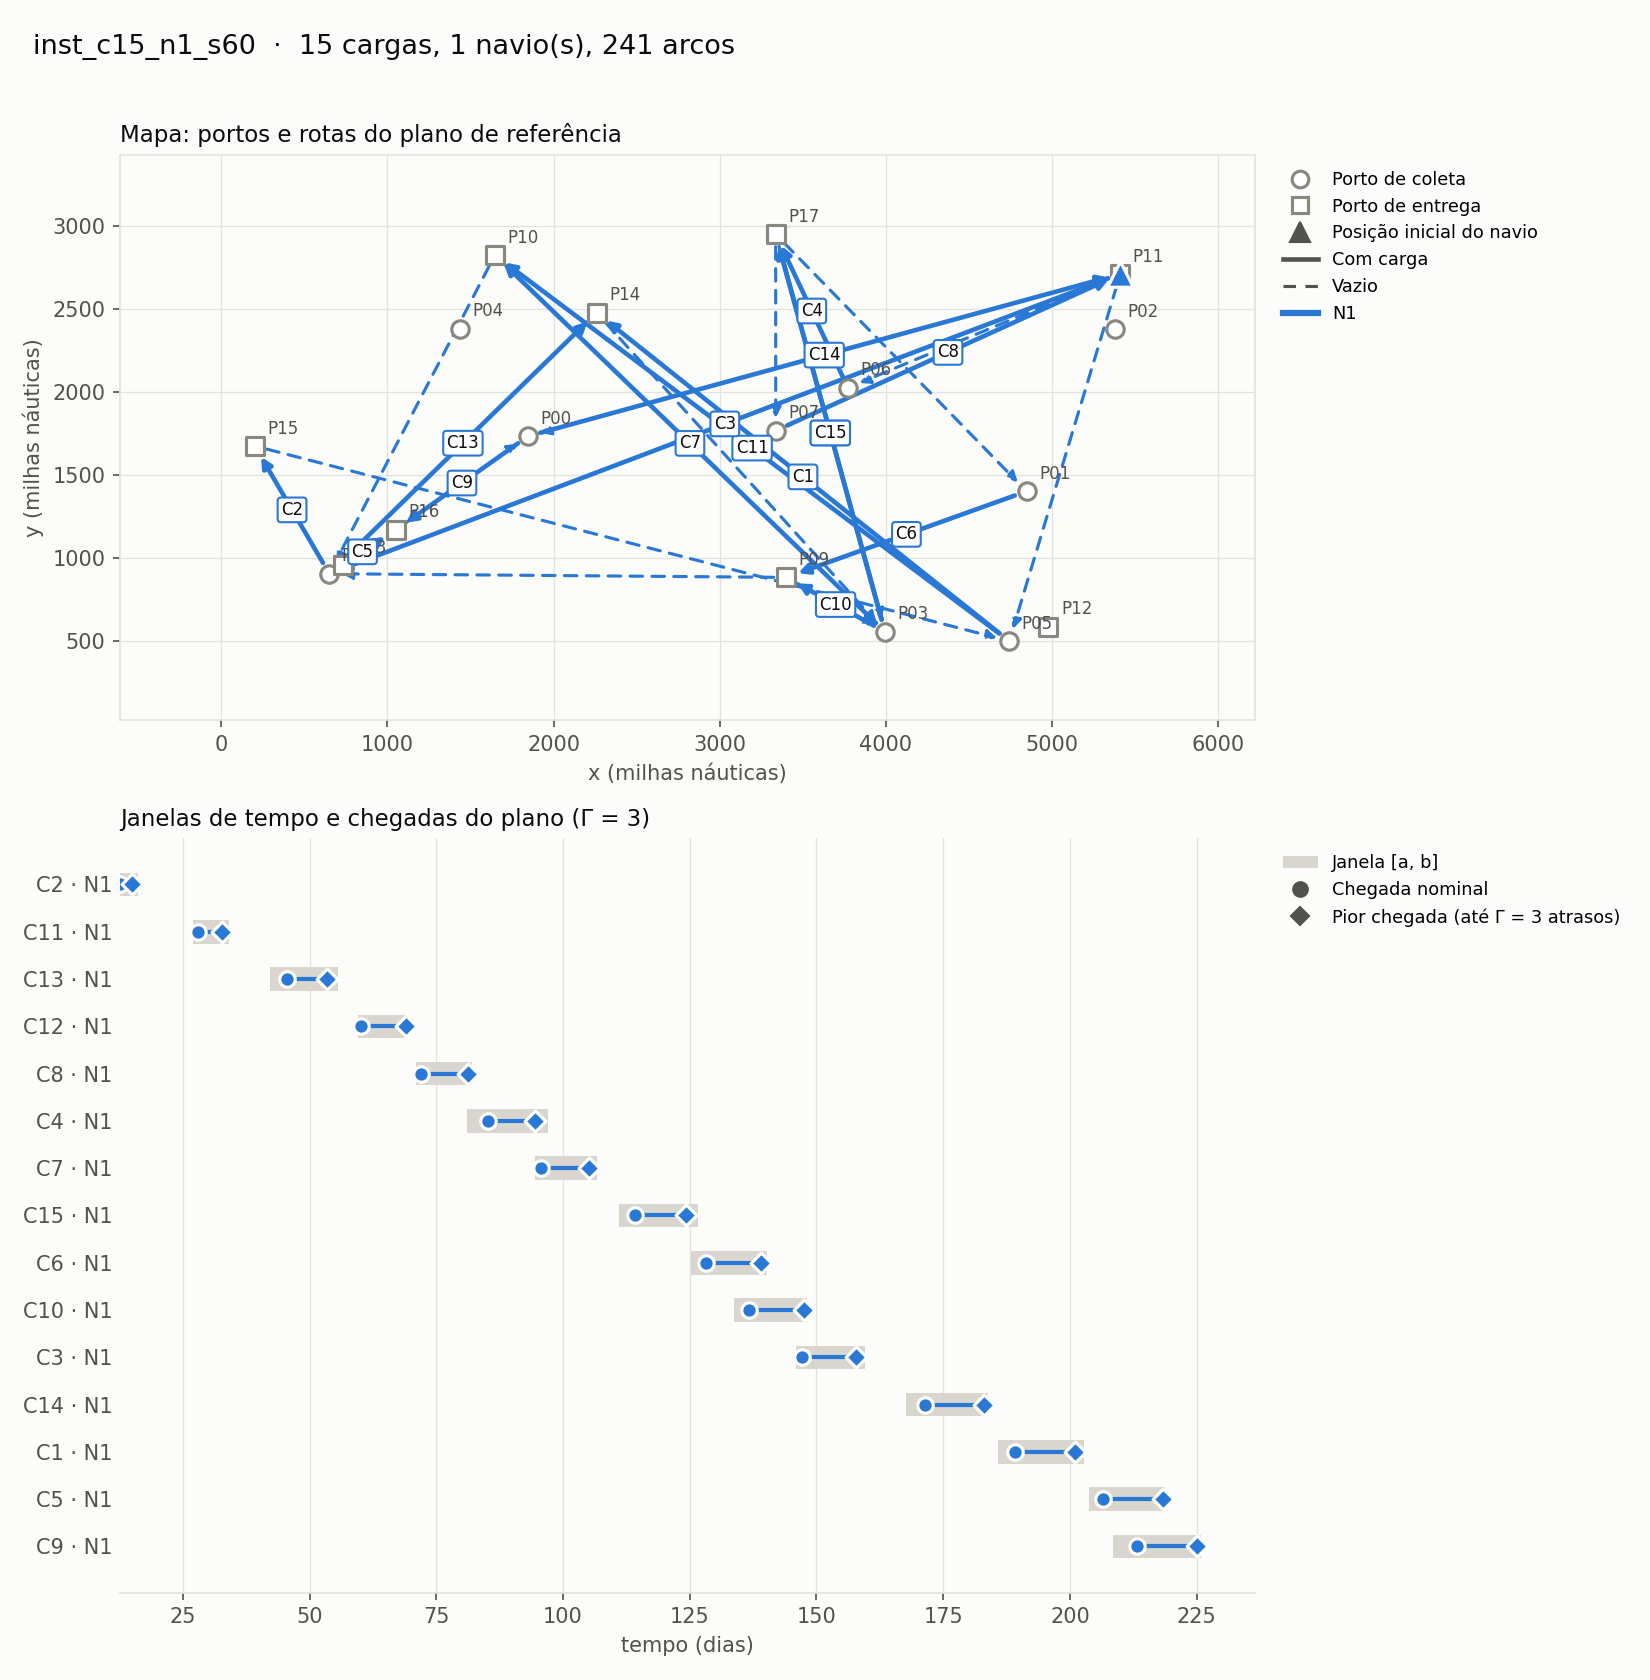 inst_c15_n1_s60 · 15 cargas, 1 navio(s), 241 arcos
Mapa: portos e rotas do plano de referência
y (milhas náuticas)
3000
2500
2000
1500
1000
500
0
1000
2000
3000
4000
5000
6000
x (milhas náuticas)
P17
P10
P11
P14
P04
P02
C4
C14
C8
P06
P00
P07
P15
C3
C15
C13
C7
C11
C9
C1
P01
C2
P16
C6
C5
P09
C10
P03
P12
P05
Porto de coleta
Porto de entrega
Posição inicial do navio
Com carga
Vazio
N1
Janelas de tempo e chegadas do plano (Γ = 3)
C2 · N1
C11 · N1
C13 · N1
C12 · N1
C8 · N1
C4 · N1
C7 · N1
C15 · N1
C6 · N1
C10 · N1
C3 · N1
C14 · N1
C1 · N1
C5 · N1
C9 · N1
25
50
75
100
125
150
175
200
225
tempo (dias)
Janela [a, b]
Chegada nominal
Pior chegada (até Γ = 3 atrasos)